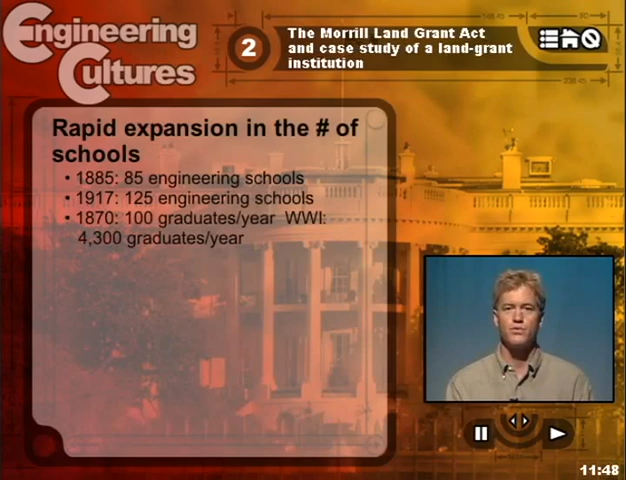 Engineering
Cultures
2
The Morrill Land Grant Act
and case study of a land-grant
institution
Rapid expansion in the # of
schools
• 1885: 85 engineering schools
• 1917: 125 engineering schools
• 1870: 100 graduates/year WWI:
4,300 graduates/year
11:48